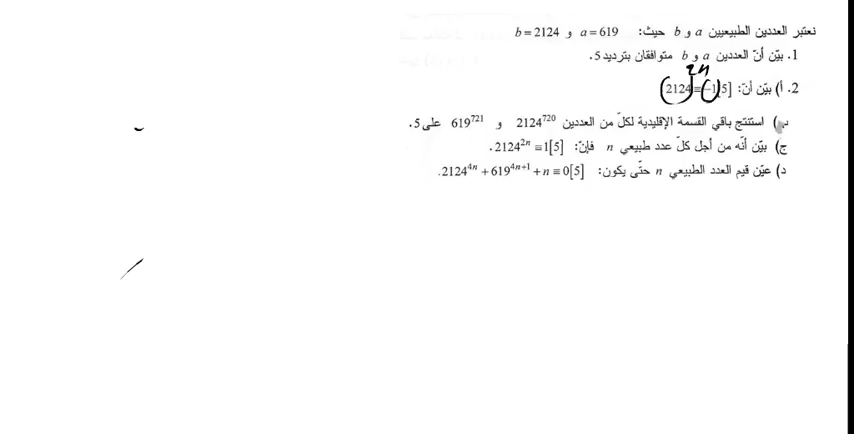 نعتبر العددين الطبيعيين a و b حيث: a = 619 و b = 2124
1. بيّن أنّ العددين a و b متوافقان بترديد 5.
2n
2. أ) بيّن أنّ: 2124 ≡ −1[5]
ب) استنتج باقي القسمة الإقليدية لكلّ من العددين 2124^720 و 619^721 على 5.
ج) بيّن أنّه من أجل كلّ عدد طبيعي n فإنّ: 2124^2n ≡ 1[5].
د) عيّن قيم العدد الطبيعي n حتّى يكون: 2124^4n + 619^4n+1 + n ≡ 0[5].